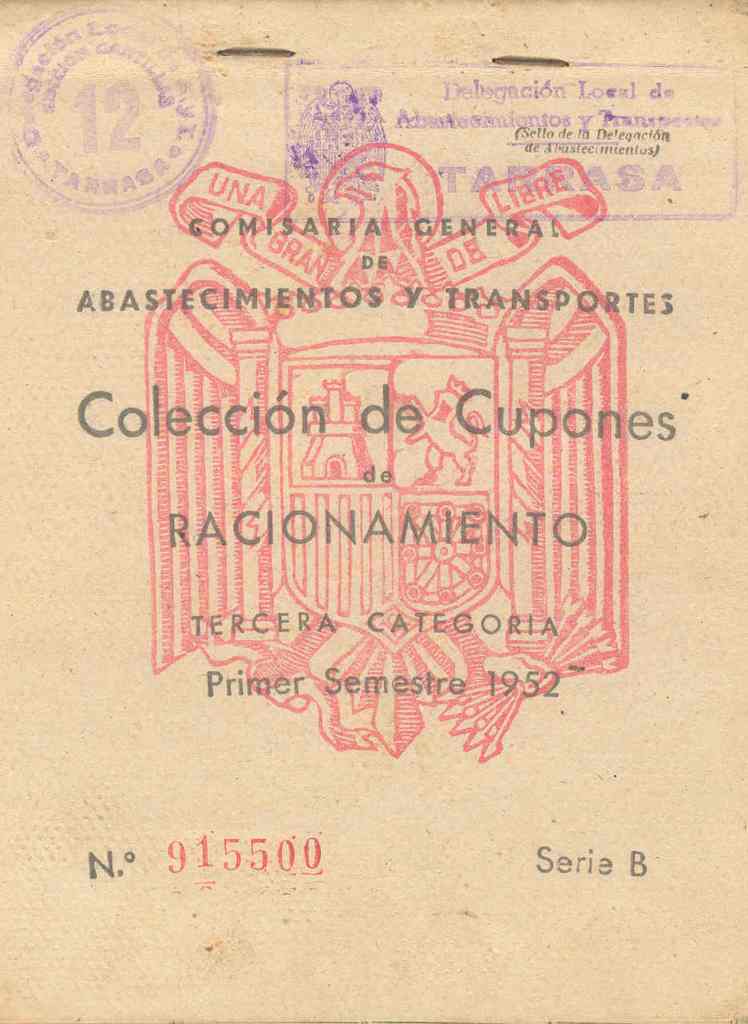 Delegación Local de
Abastecimientos y Transportes
(Sello de la Delegación
de Abastecimientos)
TARRASA
12
TARRASA
UNA
GRANDE
LIBRE
COMISARIA GENERAL
DE
ABASTECIMIENTOS Y TRANSPORTES
Colección de Cupones
de
RACIONAMIENTO
TERCERA CATEGORIA
Primer Semestre 1952
N.º 915500
Serie B